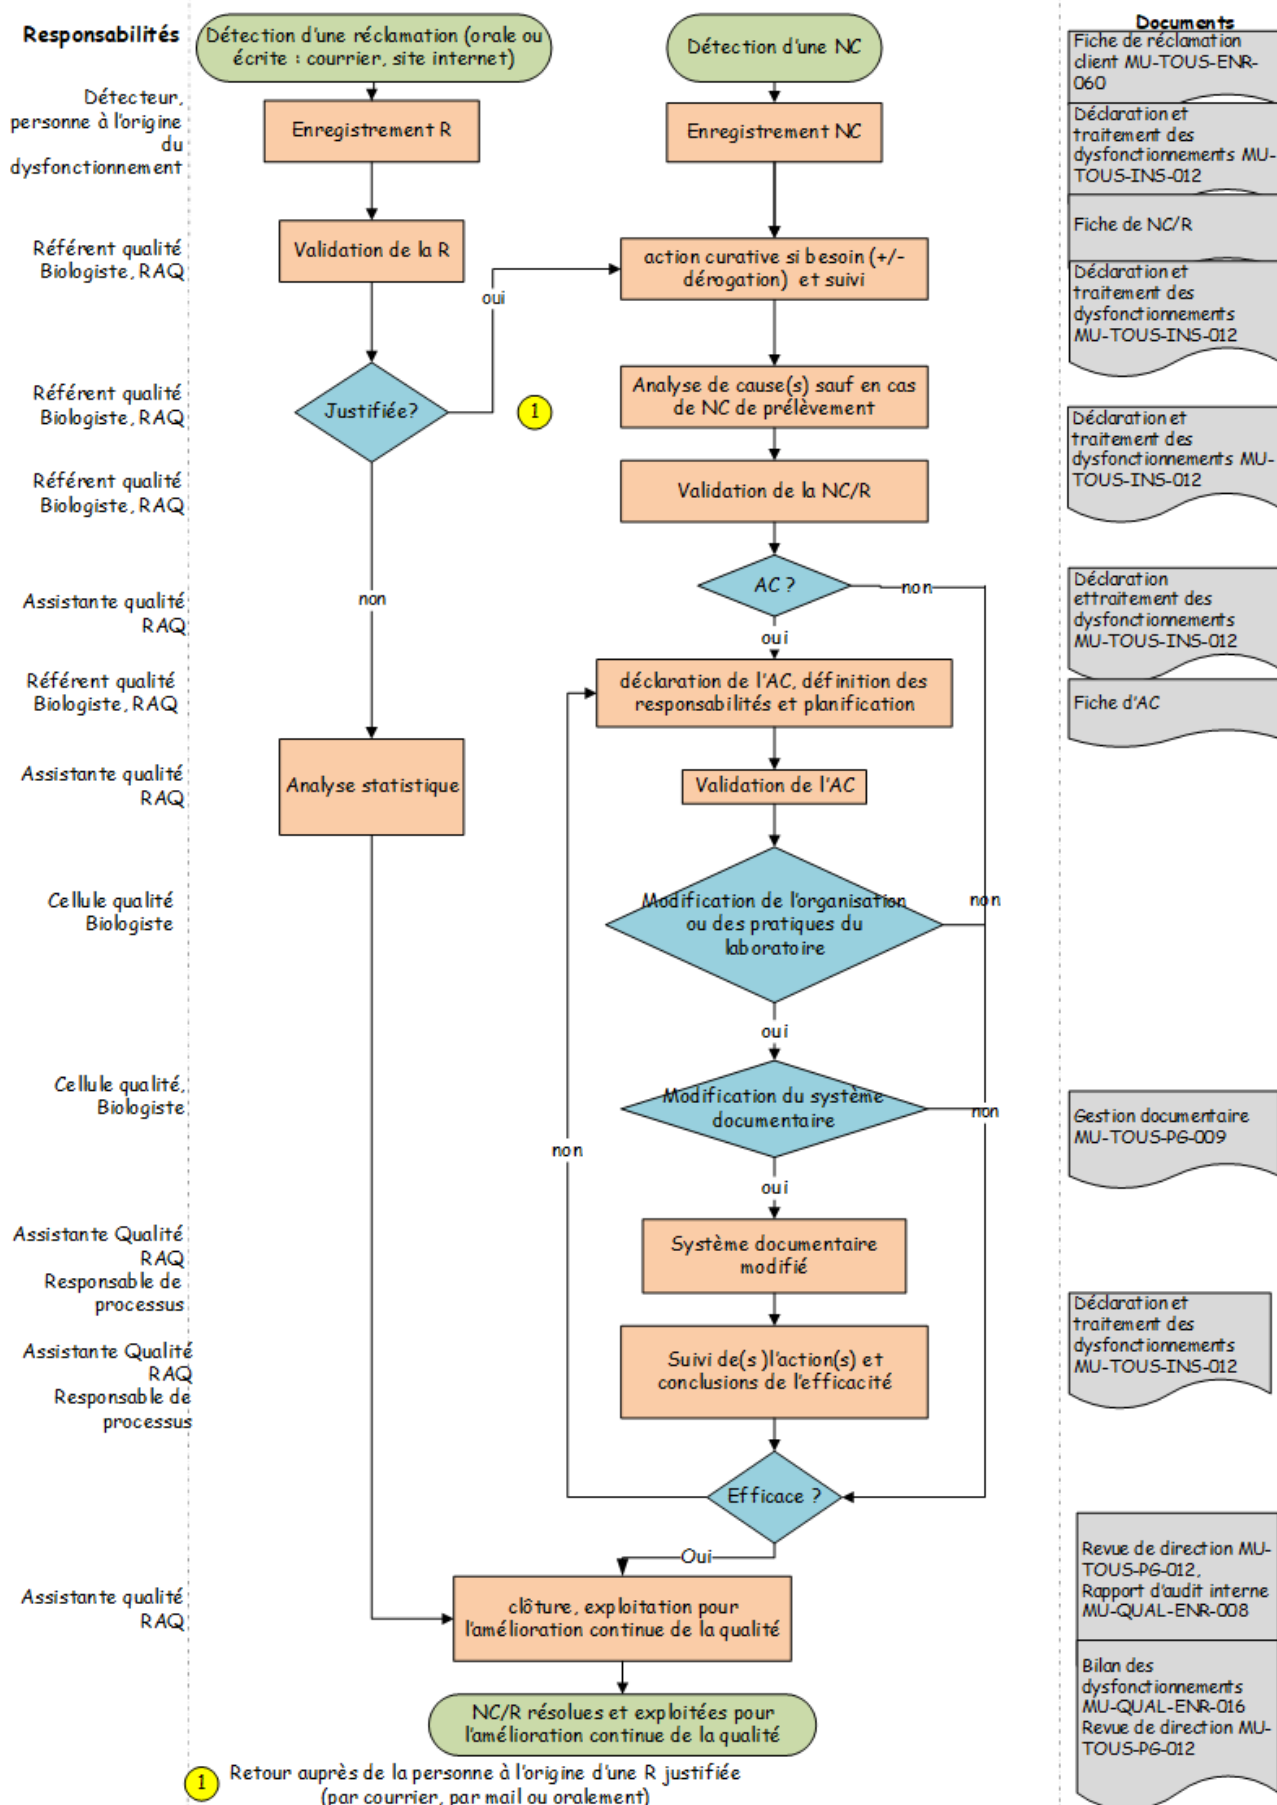 Responsabilités
Détection d'une réclamation (orale ou
écrite : courrier, site internet)
Détection d'une NC
Documents
Fiche de réclamation
client MU-TOUS-ENR-
060
Détecteur,
personne à l'origine
du
dysfonctionnement
Enregistrement R
Enregistrement NC
Déclaration et
traitement des
dysfonctionnements MU-
TOUS-INS-012
Référent qualité
Biologiste, RAQ
Validation de la R
action curative si besoin (+/-
dérogation) et suivi
Fiche de NC/R
Déclaration et
traitement des
dysfonctionnements
MU-TOUS-INS-012
oui
Référent qualité
Biologiste, RAQ
Justifiée?
1
Analyse de cause(s) sauf en cas
de NC de prélèvement
Déclaration et
traitement des
dysfonctionnements MU-
TOUS-INS-012
Référent qualité
Biologiste, RAQ
Validation de la NC/R
Assistante qualité
RAQ
non
AC ?
non
oui
Déclaration
ettraitement des
dysfonctionnements
MU-TOUS-INS-012
Référent qualité
Biologiste, RAQ
déclaration de l'AC, définition des
responsabilités et planification
Fiche d'AC
Assistante qualité
RAQ
Analyse statistique
Validation de l'AC
Cellule qualité
Biologiste
Modification de l'organisation
ou des pratiques du
laboratoire
non
oui
Cellule qualité,
Biologiste
Modification du système
documentaire
non
non
oui
Gestion documentaire
MU-TOUS-PG-009
Assistante Qualité
RAQ
Responsable de
processus
Système documentaire
modifié
Assistante Qualité
RAQ
Responsable de
processus
Suivi de(s )l'action(s) et
conclusions de l'efficacité
Déclaration et
traitement des
dysfonctionnements
MU-TOUS-INS-012
Efficace ?
Oui
Assistante qualité
RAQ
clôture, exploitation pour
l'amélioration continue de la qualité
Revue de direction MU-
TOUS-PG-012,
Rapport d'audit interne
MU-QUAL-ENR-008
NC/R résolues et exploitées pour
l'amélioration continue de la qualité
Bilan des
dysfonctionnements
MU-QUAL-ENR-016
Revue de direction MU-
TOUS-PG-012
1 Retour auprès de la personne à l'origine d'une R justifiée
(par courrier, par mail ou oralement)